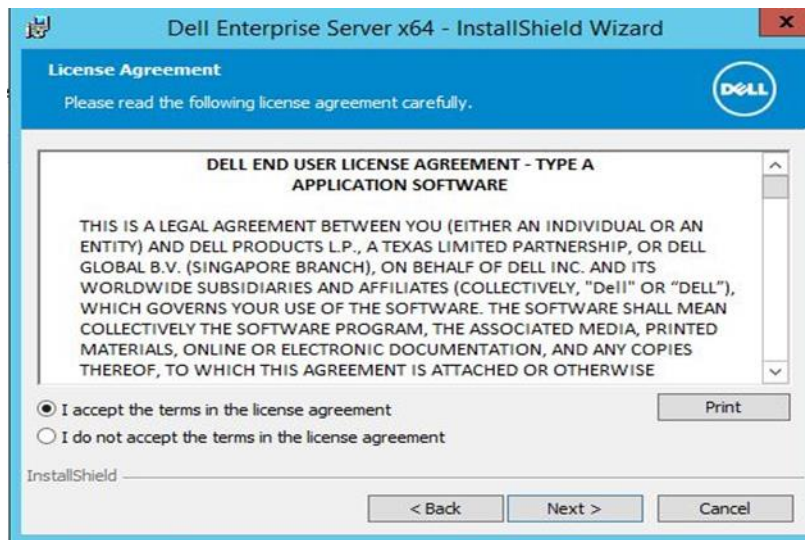 Dell Enterprise Server x64 - InstallShield Wizard
x
License Agreement
Please read the following license agreement carefully.
DELL
DELL END USER LICENSE AGREEMENT - TYPE A
APPLICATION SOFTWARE
THIS IS A LEGAL AGREEMENT BETWEEN YOU (EITHER AN INDIVIDUAL OR AN
ENTITY) AND DELL PRODUCTS L.P., A TEXAS LIMITED PARTNERSHIP, OR DELL
GLOBAL B.V. (SINGAPORE BRANCH), ON BEHALF OF DELL INC. AND ITS
WORLDWIDE SUBSIDIARIES AND AFFILIATES (COLLECTIVELY, "Dell" OR “DELL”),
WHICH GOVERNS YOUR USE OF THE SOFTWARE. THE SOFTWARE SHALL MEAN
COLLECTIVELY THE SOFTWARE PROGRAM, THE ASSOCIATED MEDIA, PRINTED
MATERIALS, ONLINE OR ELECTRONIC DOCUMENTATION, AND ANY COPIES
THEREOF, TO WHICH THIS AGREEMENT IS ATTACHED OR OTHERWISE
I accept the terms in the license agreement
Print
I do not accept the terms in the license agreement
InstallShield
< Back
Next >
Cancel